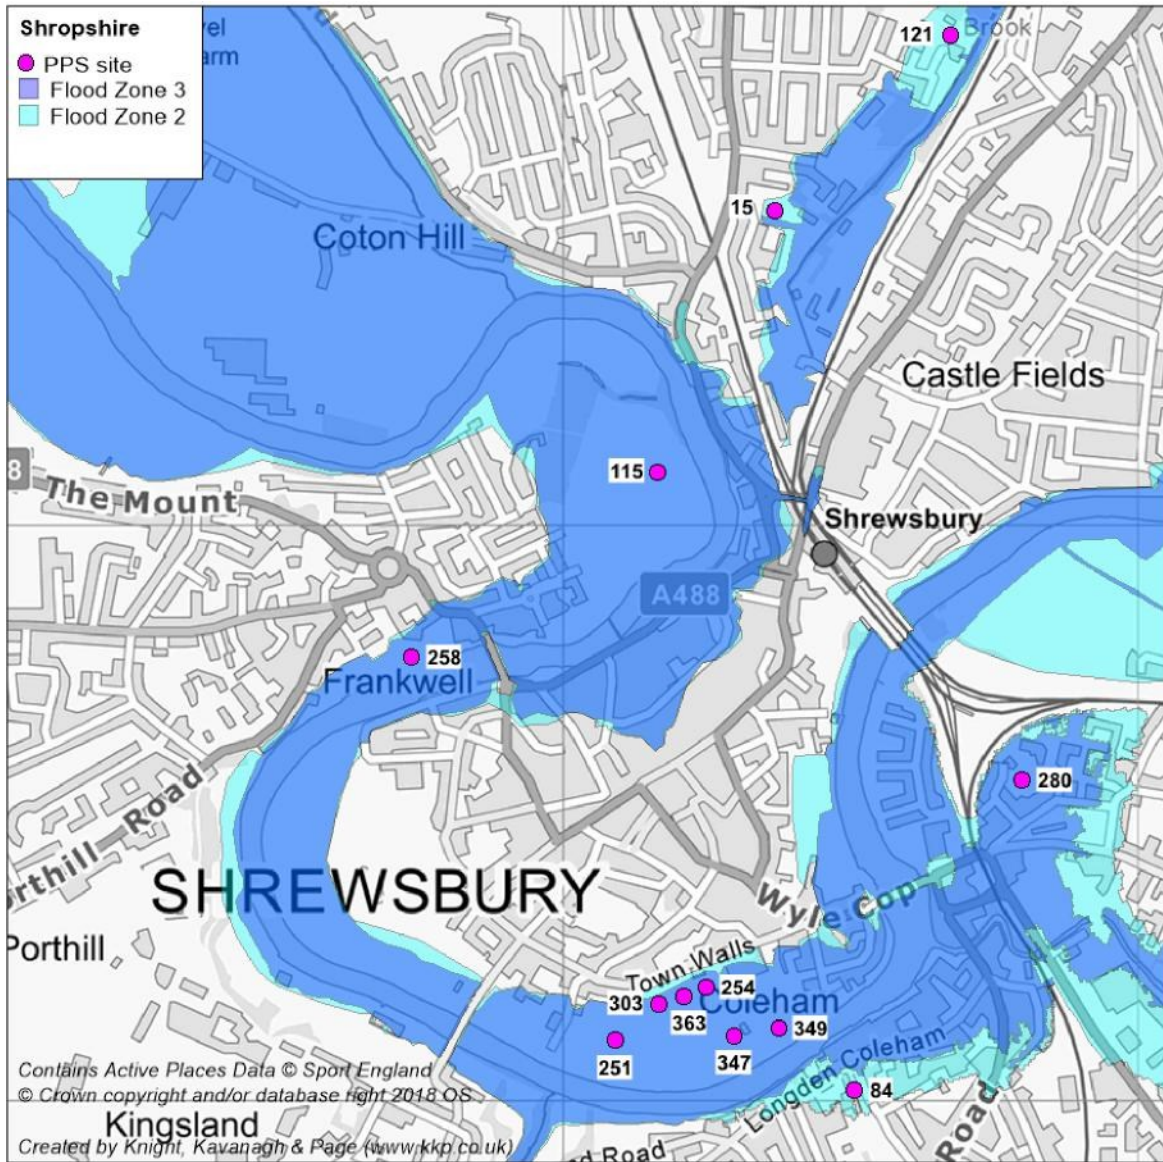 Shropshire
PPS site
Flood Zone 3
Flood Zone 2
121
Brook
15
Coton Hill
Castle Fields
8
The Mount
115
Shrewsbury
A488
258
Frankwell
280
Road
SHREWSBURY
Wyle Cop
Porthill
Town Walls
254
303
Coleham
363
349
251
347
Longden Coleham
84
Contains Active Places Data © Sport England
© Crown copyright and/or database right 2018 OS
Kingsland
Road
Created by Knight, Kavanagh & Page (www.kkp.co.uk)
Road